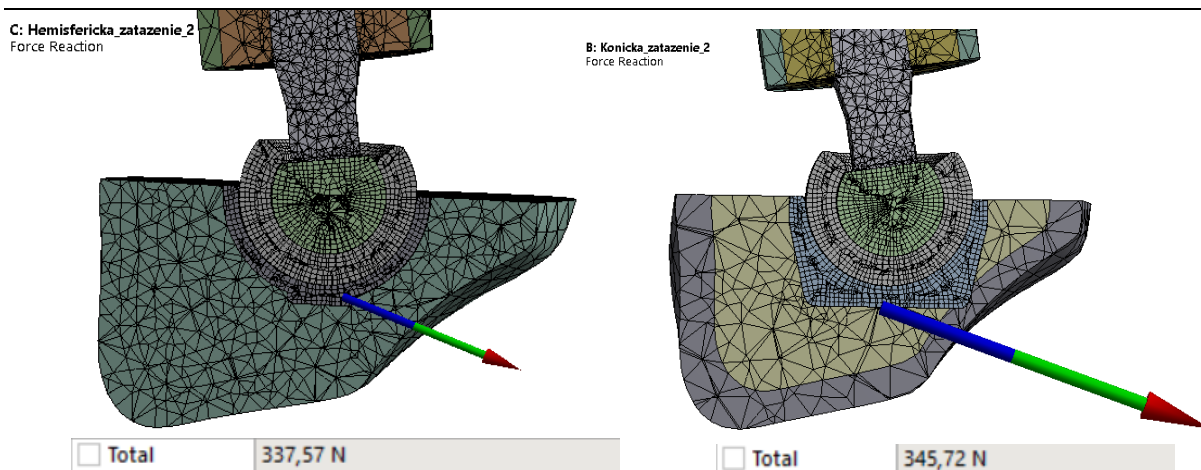 C: Hemisfericka_zatazenie_2
Force Reaction
B: Konicka_zatazenie_2
Force Reaction
Total 337,57 N
Total 345,72 N